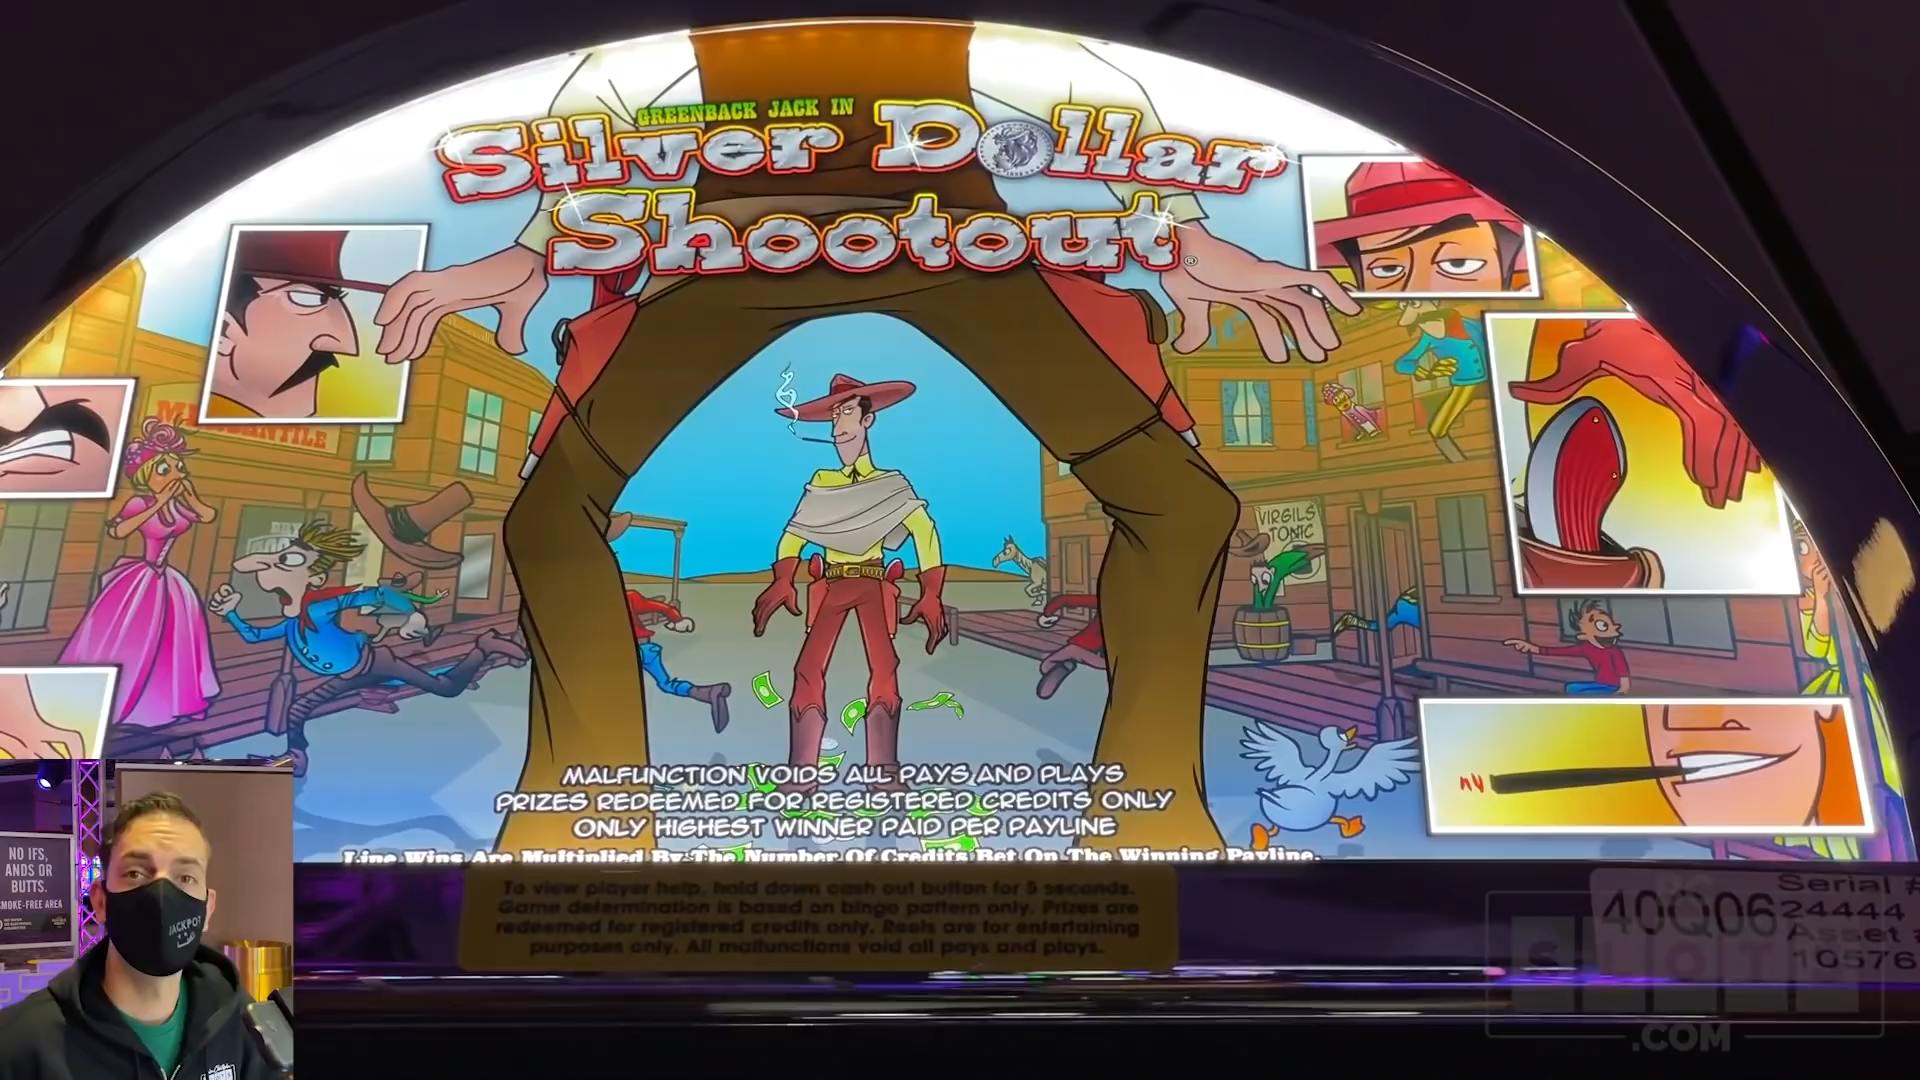 GREENBACK JACK IN
Silver Dollar
Shootout®
MERCANTILE
DRY
VIRGILS
TONIC
MALFUNCTION VOIDS ALL PAYS AND PLAYS
PRIZES REDEEMED FOR REGISTERED CREDITS ONLY
ONLY HIGHEST WINNER PAID PER PAYLINE
Line Wins Are Multiplied By The Number Of Credits Bet On The Winning Payline.
To view player help, hold down cash out button for 5 seconds.
Game determination is based on bingo pattern only. Prizes are
redeemed for registered credits only. Reels are for entertaining
purposes only. All malfunctions void all pays and plays.
40Q06
Serial #
24444
Asset #
10576
SLOTS
.COM
NO IFS,
ANDS OR
BUTTS.
SMOKE-FREE AREA
JACKPOT